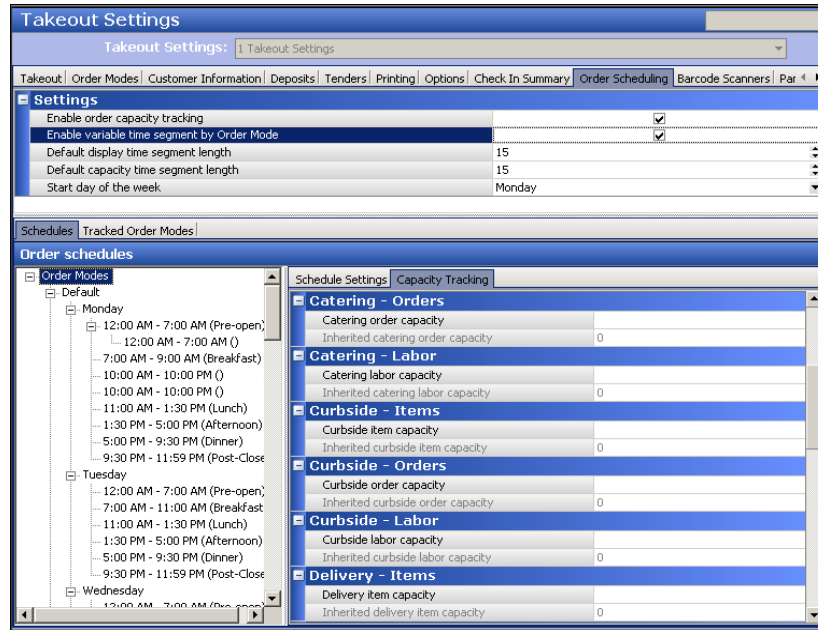 Takeout Settings
Takeout Settings: 1 Takeout Settings
Takeout Order Modes Customer Information Deposits Tenders Printing Options Check In Summary Order Scheduling Barcode Scanners Par
Settings
Enable order capacity tracking
Enable variable time segment by Order Mode
Default display time segment length 15
Default capacity time segment length 15
Start day of the week Monday
Schedules Tracked Order Modes
Order schedules
Order Modes
Default
Monday
12:00 AM - 7:00 AM (Pre-open)
12:00 AM - 7:00 AM ()
7:00 AM - 9:00 AM (Breakfast)
10:00 AM - 10:00 PM ()
10:00 AM - 10:00 PM ()
11:00 AM - 1:30 PM (Lunch)
1:30 PM - 5:00 PM (Afternoon)
5:00 PM - 9:30 PM (Dinner)
9:30 PM - 11:59 PM (Post-Close
Tuesday
12:00 AM - 7:00 AM (Pre-open)
7:00 AM - 11:00 AM (Breakfast
11:00 AM - 1:30 PM (Lunch)
1:30 PM - 5:00 PM (Afternoon)
5:00 PM - 9:30 PM (Dinner)
9:30 PM - 11:59 PM (Post-Close
Wednesday
12:00 AM - 7:00 AM (Pre-open)
Schedule Settings Capacity Tracking
Catering - Orders
Catering order capacity
Inherited catering order capacity 0
Catering - Labor
Catering labor capacity
Inherited catering labor capacity 0
Curbside - Items
Curbside item capacity
Inherited curbside item capacity 0
Curbside - Orders
Curbside order capacity
Inherited curbside order capacity 0
Curbside - Labor
Curbside labor capacity
Inherited curbside labor capacity 0
Delivery - Items
Delivery item capacity
Inherited delivery item capacity 0